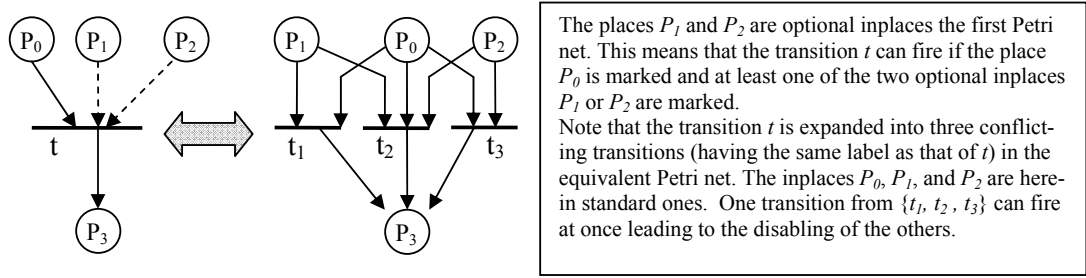 P0 P1 P2
t
P3
P1 P0 P2
t1 t2 t3
P3
The places P1 and P2 are optional inplaces the first Petri
net. This means that the transition t can fire if the place
P0 is marked and at least one of the two optional inplaces
P1 or P2 are marked.
Note that the transition t is expanded into three conflict-
ing transitions (having the same label as that of t) in the
equivalent Petri net. The inplaces P0, P1, and P2 are here-
in standard ones. One transition from {t1, t2 , t3} can fire
at once leading to the disabling of the others.